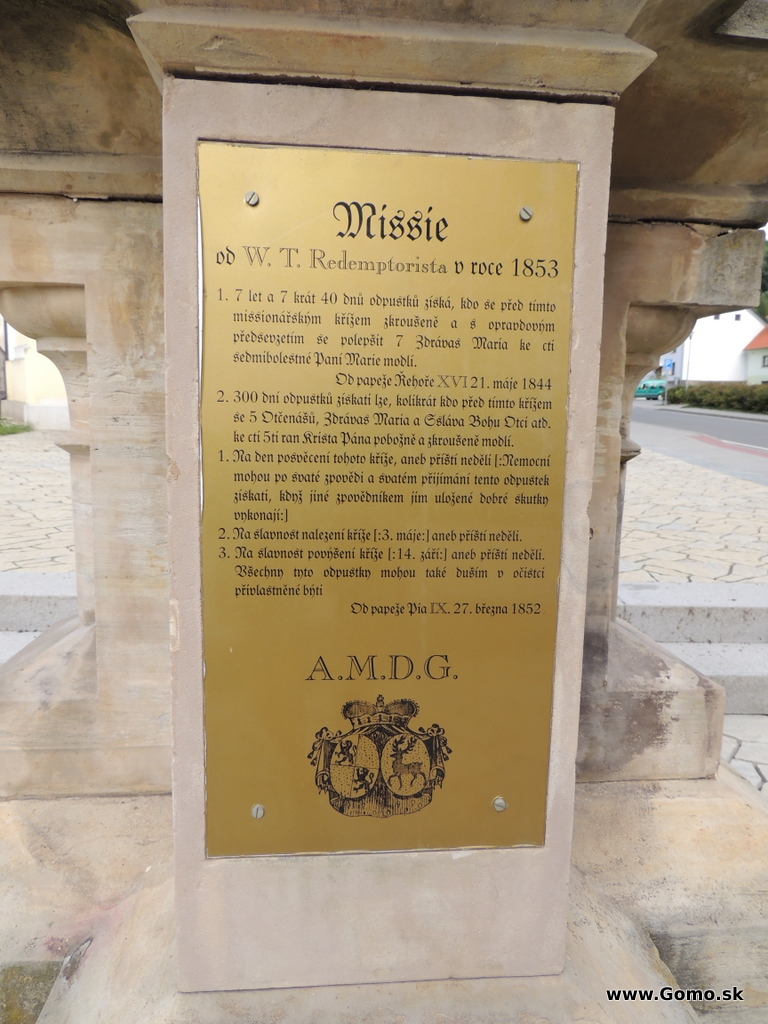 Missie
od W. T. Redemptorista v roce 1853
1. 7 let a 7 krát 40 dnů odpustků získá, kdo se před tímto
missionářským křížem zkroušeně a s opravdovým
předsevzetím se polepšit 7 Zdrávas Maria ke cti
sedmibolestné Paní Marie modlí.
Od papeže Řehoře XVI 21. máje 1844
2. 300 dní odpustků získati lze, kolikrát kdo před tímto křížem
se 5 Otčenášů, Zdrávas Maria a Ssláva Bohu Otci atd.
ke cti 5ti ran Krista Pána pobožně a zkroušeně modlí.
1. Na den posvěcení tohoto kříže, aneb příští neděli [:Nemocní
mohou po svaté zpovědi a svatém přijímání tento odpustek
získati, když jiné zpovědníkem jim uložené dobré skutky
vykonají:]
2. Na slavnost nalezení kříže [:3. máje:] aneb příští neděli.
3. Na slavnost povýšení kříže [:14. září:] aneb příští neděli.
Všechny tyto odpustky mohou také duším v očistci
přivlastněné býti
Od papeže Pia IX. 27. března 1852
A.M.D.G.
www.Gomo.sk